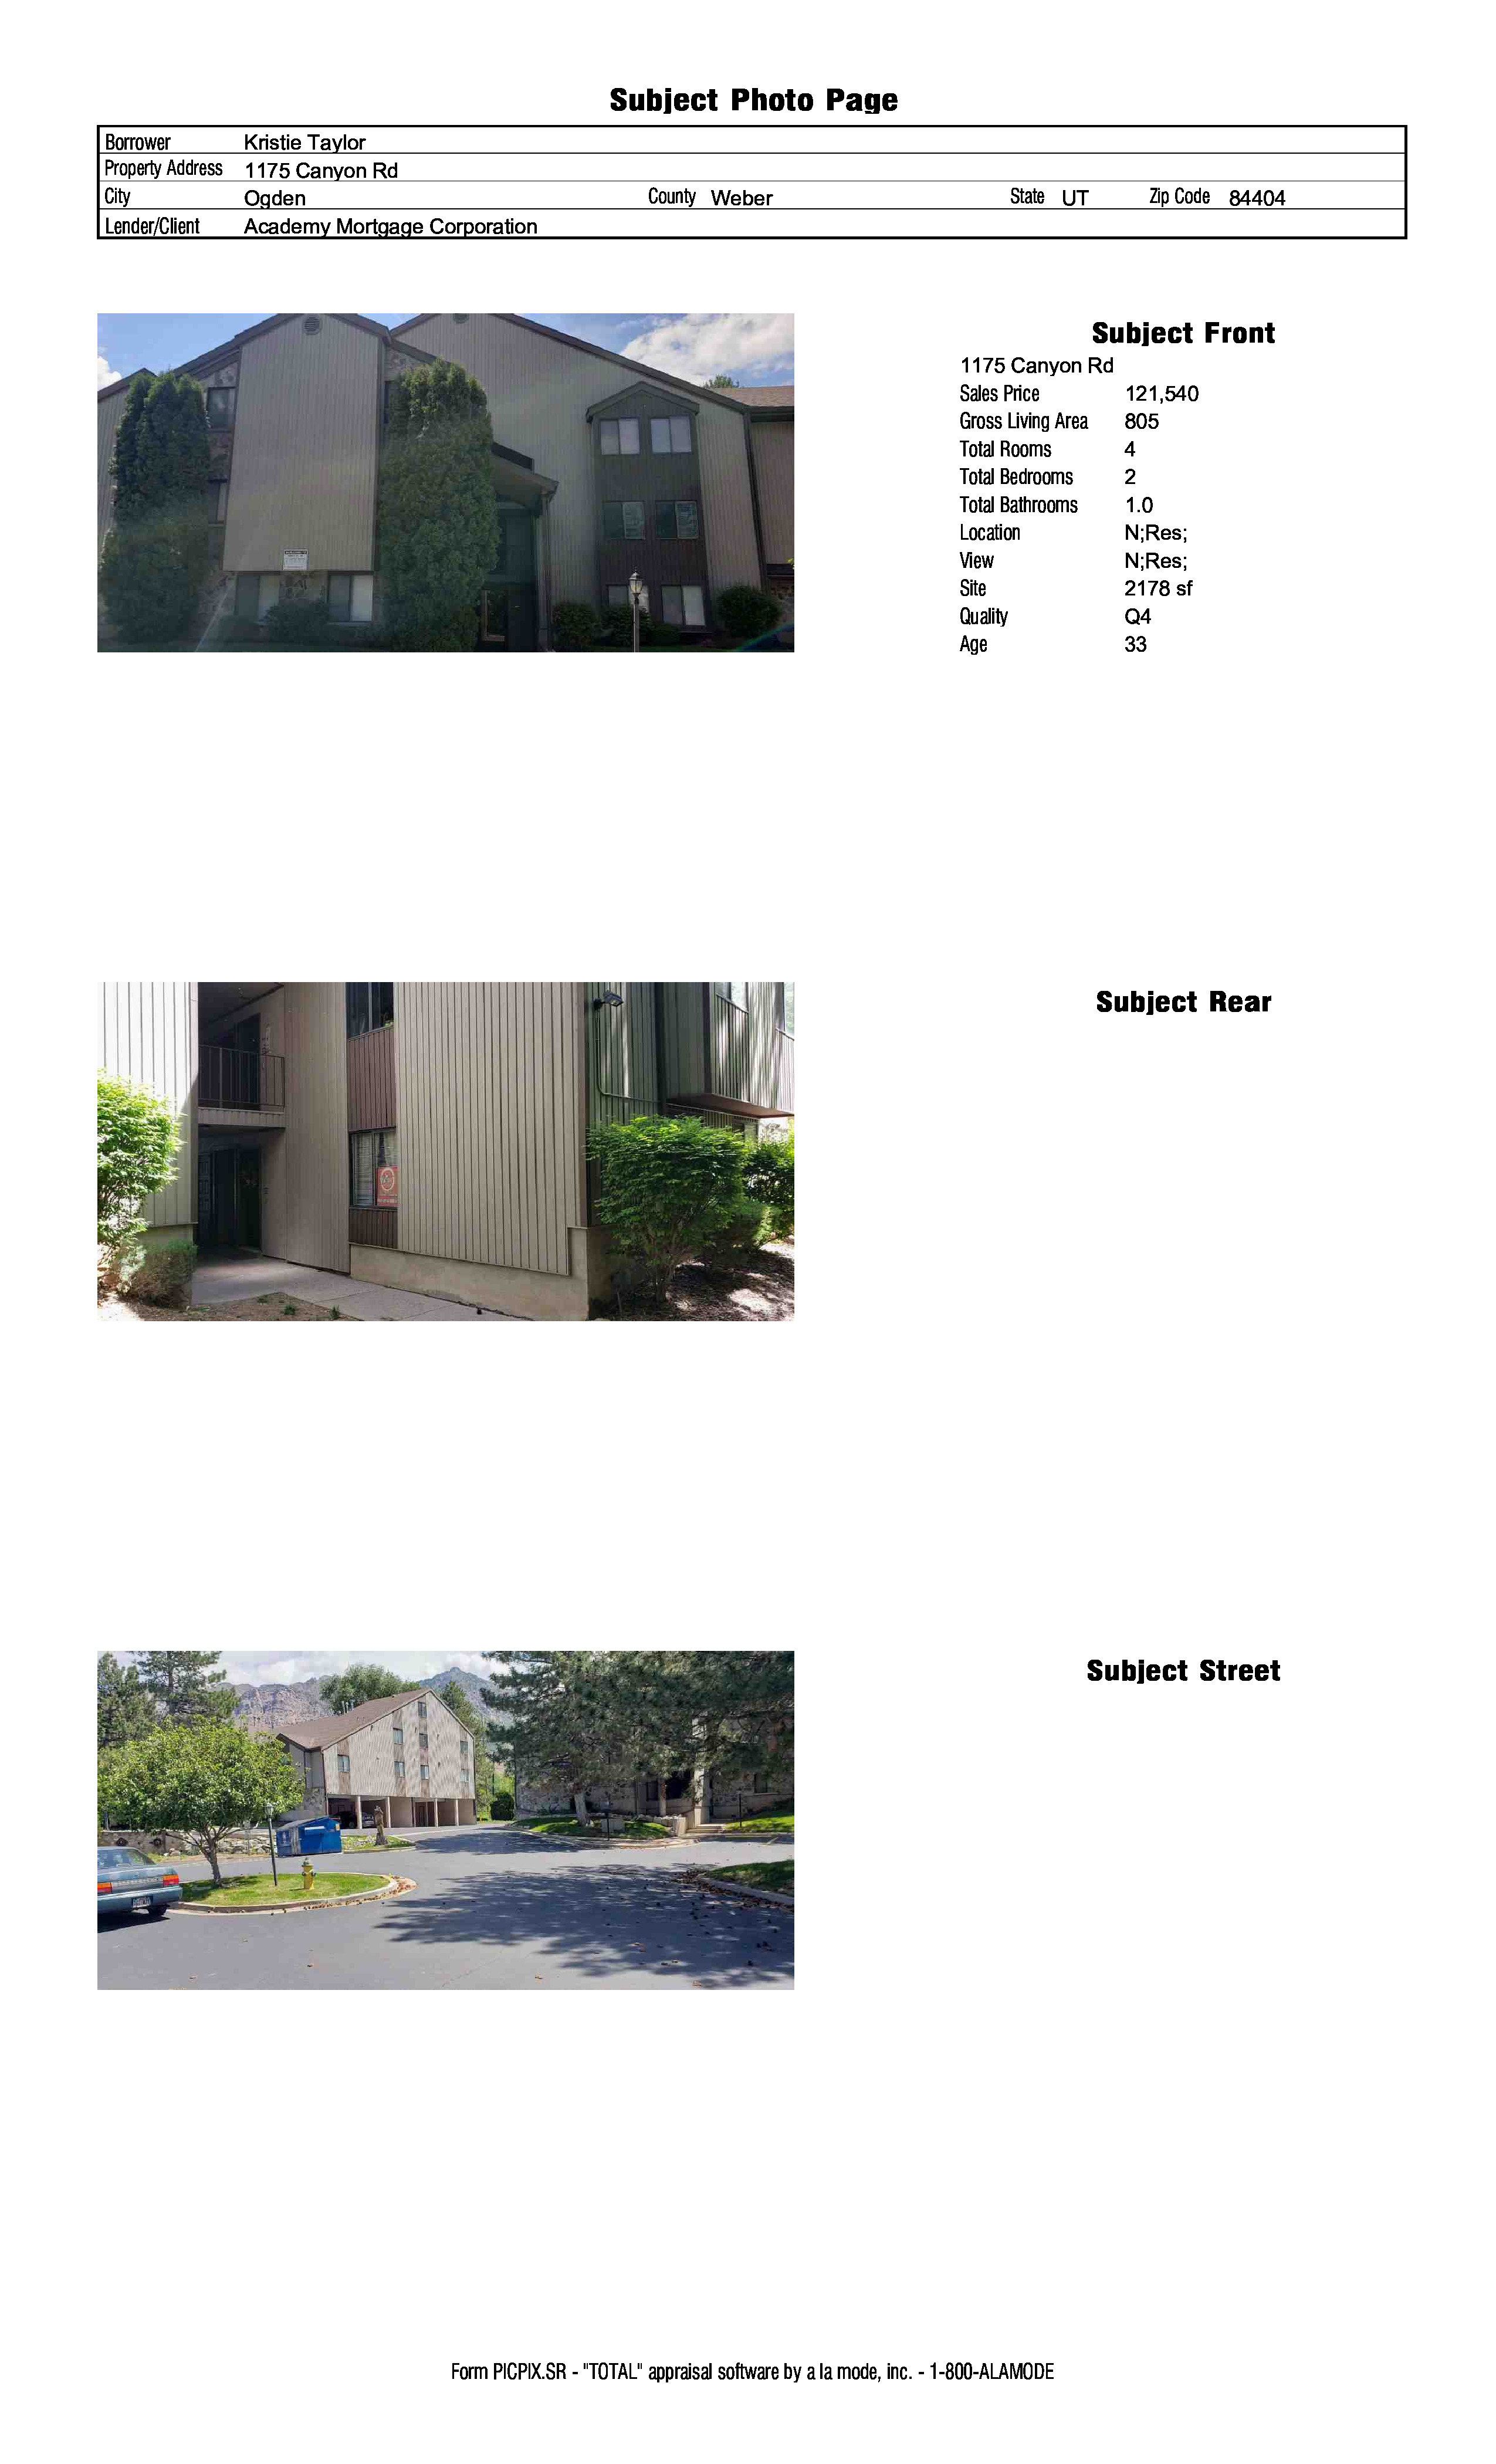 Subject Photo Page
Borrower Kristie Taylor
Property Address 1175 Canyon Rd
City Ogden County Weber State UT Zip Code 84404
Lender/Client Academy Mortgage Corporation
Subject Front
1175 Canyon Rd
Sales Price 121,540
Gross Living Area 805
Total Rooms 4
Total Bedrooms 2
Total Bathrooms 1.0
Location N;Res;
View N;Res;
Site 2178 sf
Quality Q4
Age 33
Subject Rear
Subject Street
Form PICPIX.SR - "TOTAL" appraisal software by a la mode, inc. - 1-800-ALAMODE